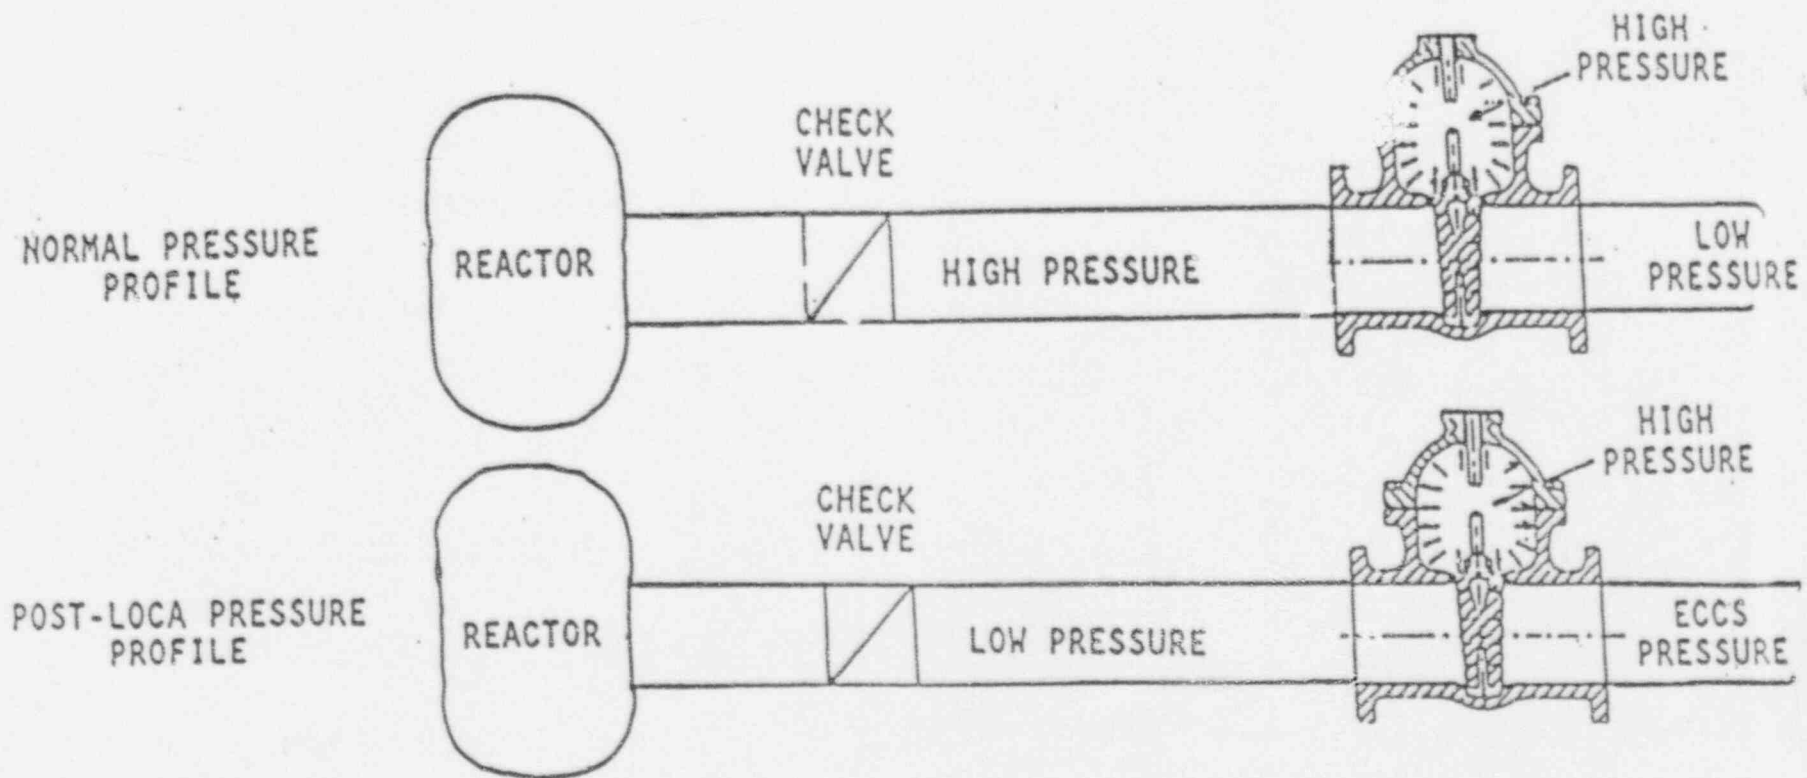 HIGH
PRESSURE
CHECK
VALVE
NORMAL PRESSURE
PROFILE
REACTOR
HIGH PRESSURE
LOW
PRESSURE
HIGH
PRESSURE
CHECK
VALVE
POST-LOCA PRESSURE
PROFILE
REACTOR
LOW PRESSURE
ECCS
PRESSURE